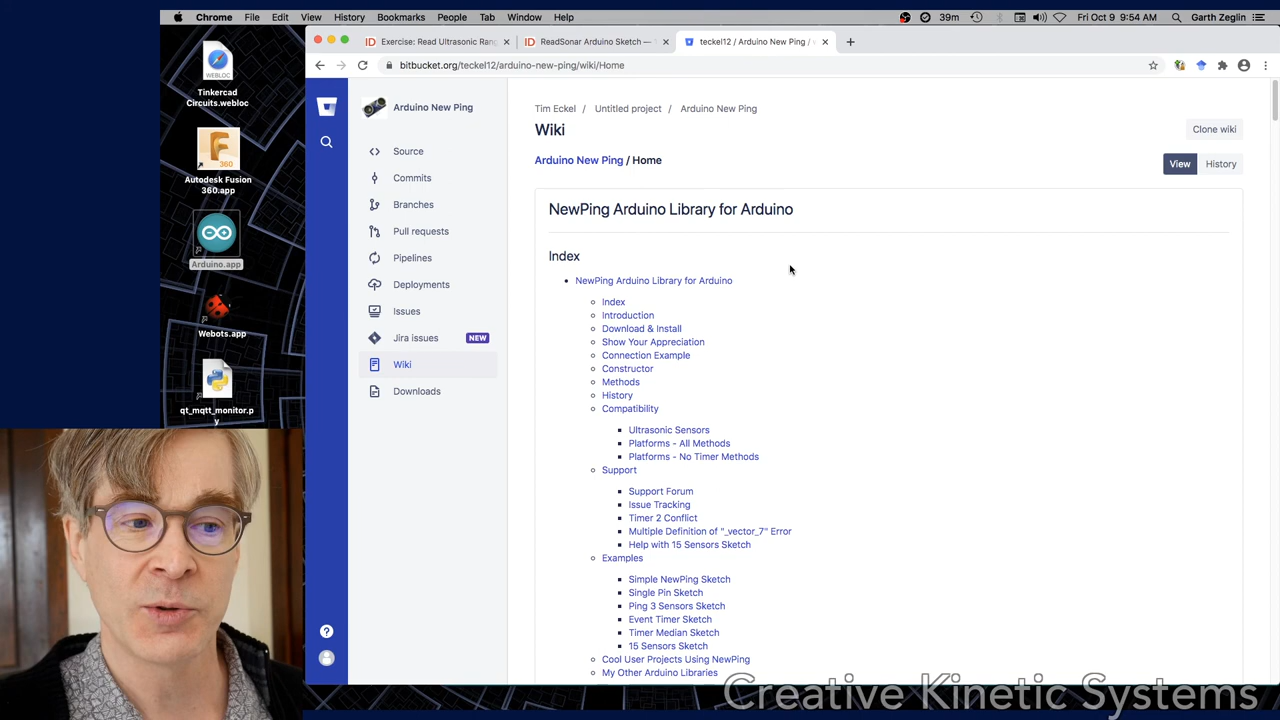 Chrome File Edit View History Bookmarks People Tab Window Help 39m Fri Oct 9 9:54 AM Garth Zeglin
Exercise: Read Ultrasonic Ran
ReadSonar Arduino Sketch —
teckel12 / Arduino New Ping /
bitbucket.org/teckel12/arduino-new-ping/wiki/Home
WEBLOC
Tinkercad
Circuits.webloc
360
Autodesk Fusion
360.app
Arduino.app
Webots.app
qt_mqtt_monitor.p
y
Arduino New Ping
Source
Commits
Branches
Pull requests
Pipelines
Deployments
Issues
Jira issues NEW
Wiki
Downloads
Tim Eckel / Untitled project / Arduino New Ping
Wiki
Clone wiki
Arduino New Ping / Home
View History
NewPing Arduino Library for Arduino
Index
NewPing Arduino Library for Arduino
Index
Introduction
Download & Install
Show Your Appreciation
Connection Example
Constructor
Methods
History
Compatibility
Ultrasonic Sensors
Platforms - All Methods
Platforms - No Timer Methods
Support
Support Forum
Issue Tracking
Timer 2 Conflict
Multiple Definition of "_vector_7" Error
Help with 15 Sensors Sketch
Examples
Simple NewPing Sketch
Single Pin Sketch
Ping 3 Sensors Sketch
Event Timer Sketch
Timer Median Sketch
15 Sensors Sketch
Cool User Projects Using NewPing
My Other Arduino Libraries
Creative Kinetic Systems